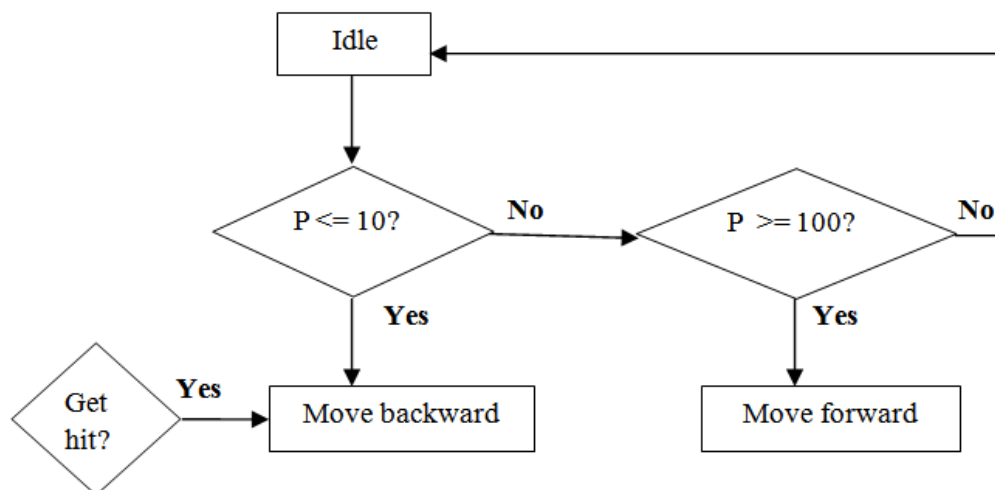 Idle
P <= 10?
No
P >= 100?
No
Yes
Yes
Get
hit?
Yes
Move backward
Move forward